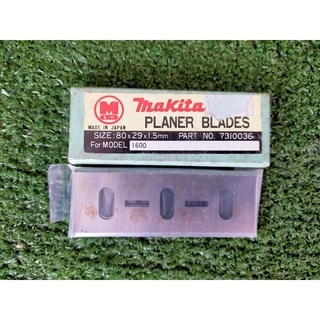 M
makita
MADE IN JAPAN
PLANER BLADES
SIZE: 80 x 29 x 1.5mm PART NO. 7310036
For MODEL 1600